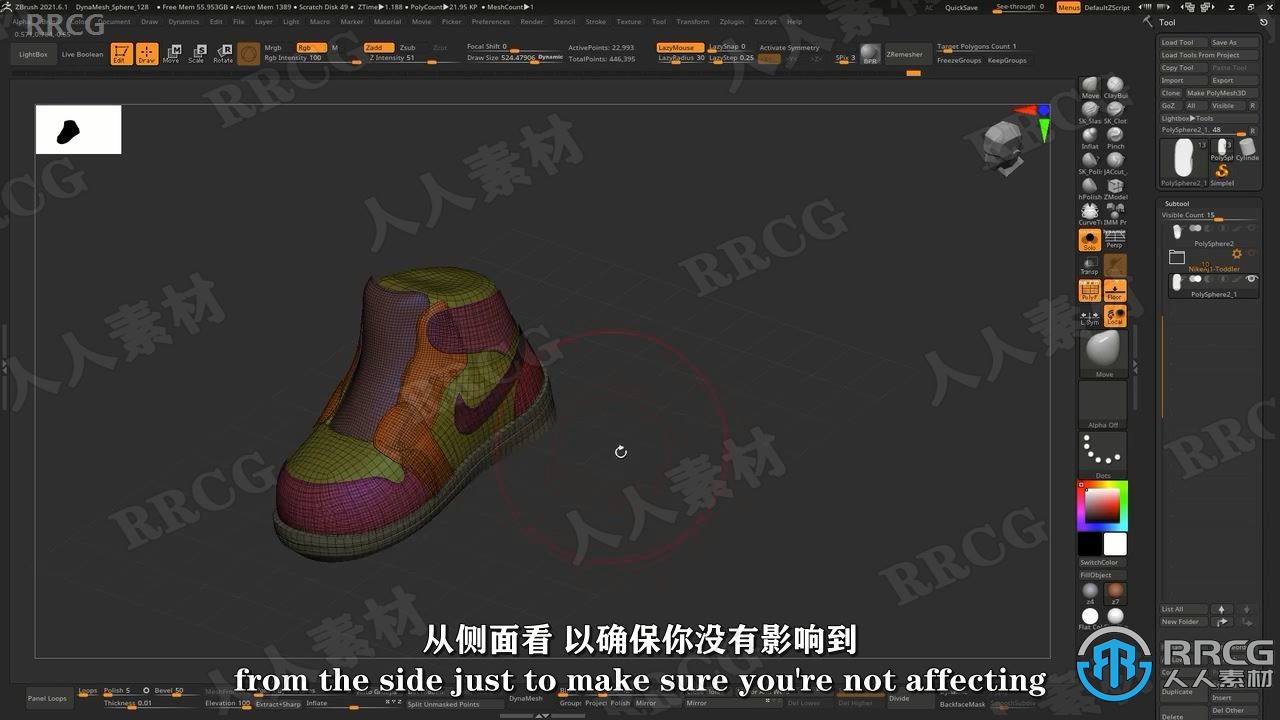 ZBrush 2021.6.1 DynaMesh_Sphere_128 • Free Mem 55.953GB • Active Mem 1389 • Scratch Disk 49 • ZTime▶1.188 • PolyCount▶21.95 KP • MeshCount▶1 AC QuickSave See-through 0 Menus DefaultZScript
Document Draw Dynamics Edit File Layer Light Macro Marker Material Movie Picker Preferences Render Stencil Stroke Texture Tool Transform Zplugin Zscript Help
Tool
RRCG
LightBox Live Boolean Edit Draw Move Scale Rotate
Mrgb Rgb M Zadd Zsub Zcut
Rgb Intensity 100 Z Intensity 51
Focal Shift 0
Draw Size 524.47906 Dynamic
ActivePoints: 22,993
TotalPoints: 446,395
LazyMouse LazySnap 0
LazyRadius 30 LazyStep 0.25
Activate Symmetry
SPix 3 BPR ZRemesher
Target Polygons Count 1
FreezeGroups KeepGroups
Load Tool Save As
Load Tools From Project
Copy Tool Paste Tool
Import Export
Clone Make PolyMesh3D
GoZ All Visible R
Lightbox▶Tools
PolySphere2_1. 48 R
13
PolySphere2_1
PolySpl Cylinde
Simplel
Subtool
Visible Count 15
PolySphere2
10
PolySphere2_1
Move ClayBui
SK_Slas SK_Clot
Inflat Pinch
SK_Poli JACcut_
hPolish ZModel
CurveT IMM Pr
Solo Persp
Transp
PolyF Floor
L.Sym Local
Move
Alpha Off
Dots
SwitchColor
FillObject
z4 z7
List All
New Folder
Duplicate Insert
Delete Del Other
从侧面看 以确保你没有影响到
from the side just to make sure you're not affecting
RRCG
人人素材
Panel Loops Loops Polish 5 Bevel 50
Thickness 0.01 Elevation 100 Extract+Sharp Inflate Split Unmasked Points
DynaMesh Group Project Polish Mirror Mirror Del Lower Del Higher Divide BackfaceMask
RRCG
人人素材